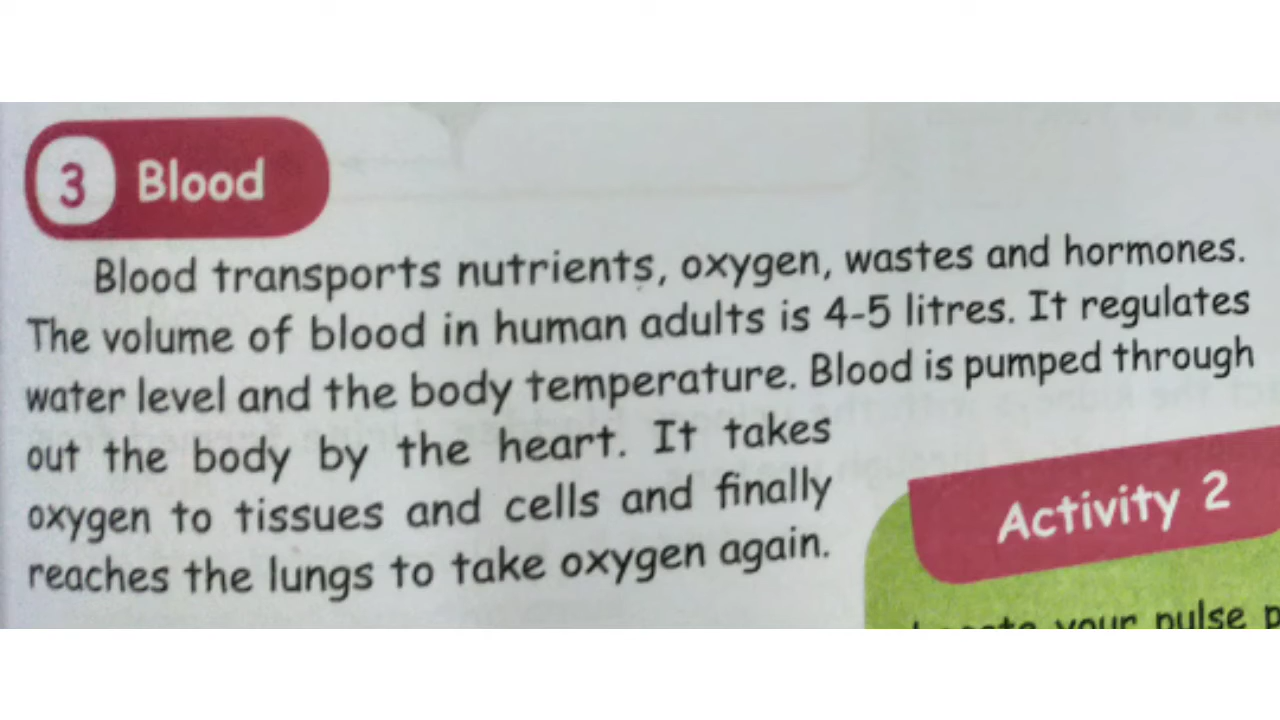 3 Blood
Blood transports nutrients, oxygen, wastes and hormones.
The volume of blood in human adults is 4-5 litres. It regulates
water level and the body temperature. Blood is pumped through
out the body by the heart. It takes
oxygen to tissues and cells and finally
reaches the lungs to take oxygen again.
Activity 2
your pulse